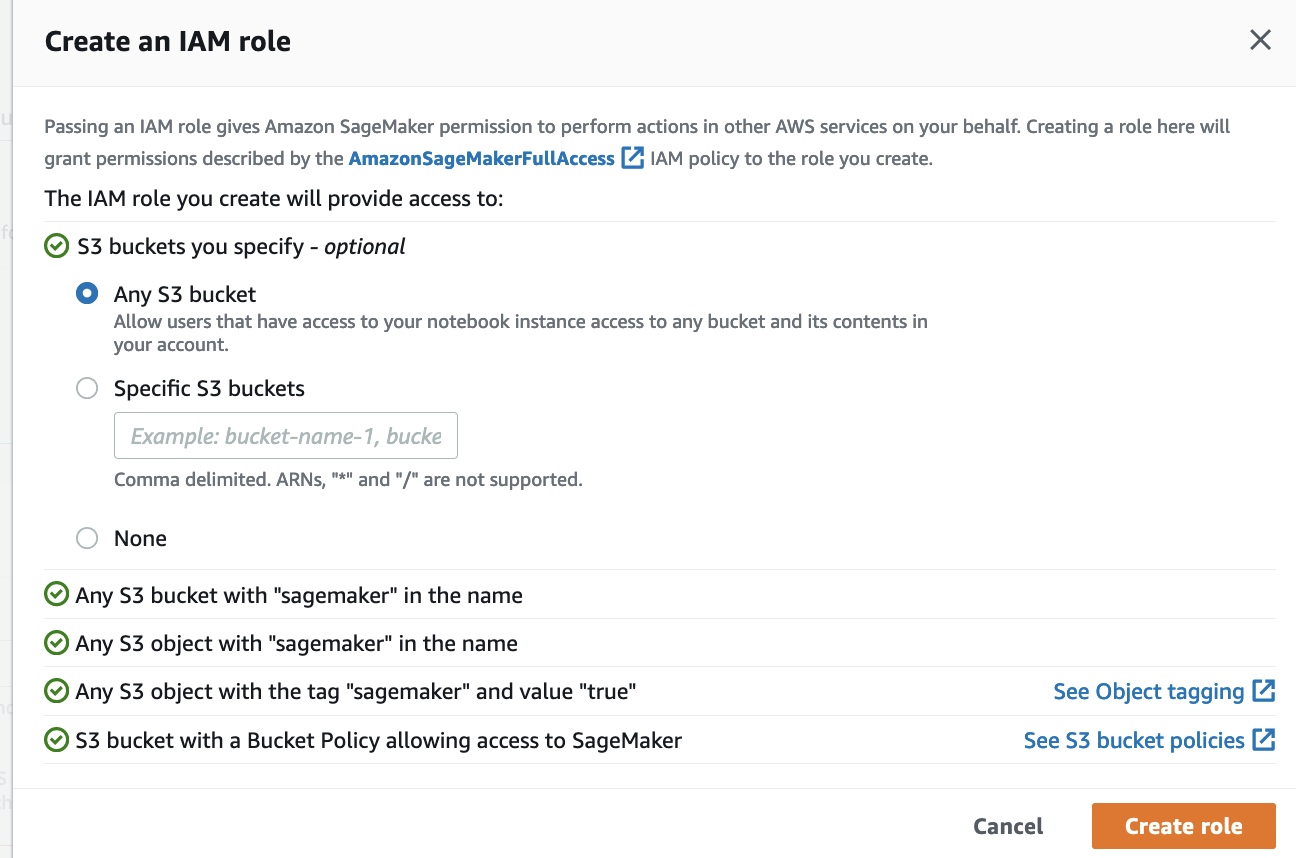 Create an IAM role
Passing an IAM role gives Amazon SageMaker permission to perform actions in other AWS services on your behalf. Creating a role here will
grant permissions described by the AmazonSageMakerFullAccess IAM policy to the role you create.
The IAM role you create will provide access to:
S3 buckets you specify - optional
Any S3 bucket
Allow users that have access to your notebook instance access to any bucket and its contents in
your account.
Specific S3 buckets
Example: bucket-name-1, bucke
Comma delimited. ARNs, "*" and "/" are not supported.
None
Any S3 bucket with "sagemaker" in the name
Any S3 object with "sagemaker" in the name
Any S3 object with the tag "sagemaker" and value "true" See Object tagging
S3 bucket with a Bucket Policy allowing access to SageMaker See S3 bucket policies
Cancel Create role